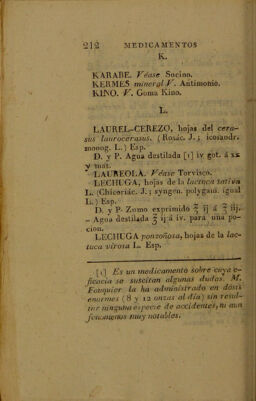 212 MEDICAMENTOS
K.
KARABE. Véase Sucino.
KERMES mineral V. Antimonio.
KINO. V. Goma Kino.
L.
LAUREL-CEREZO, hojas del cera-
sus laurocerasus. (Rosác. J.; icosandr.
monog. L.) Esp.
D. y P. Agua destilada [1] iv got. á xx
y mas.
LAUREOLA. Véase Torvisco.
LECHUGA, hojas de la lactuca sativa
L. (Chicoriác. J.; syngen. polygam. igual
L.) Esp.
D. y P. Zumo exprimido ℥ ij á ℥ iij.
- Agua destilada ℥ ij á iv. para una po-
cion.
LECHUGA ponzoñosa, hojas de la lac-
tuca virosa L. Esp.
[1] Es un medicamento sobre cuya e-
ficacia se suscitan algunas dudas. M.
Fouquier la ha administrado en dosis
enormes (8 y 12 onzas al dia) sin resul-
tar ninguna especie de accidentes, ni aun
fenómenos muy notables.